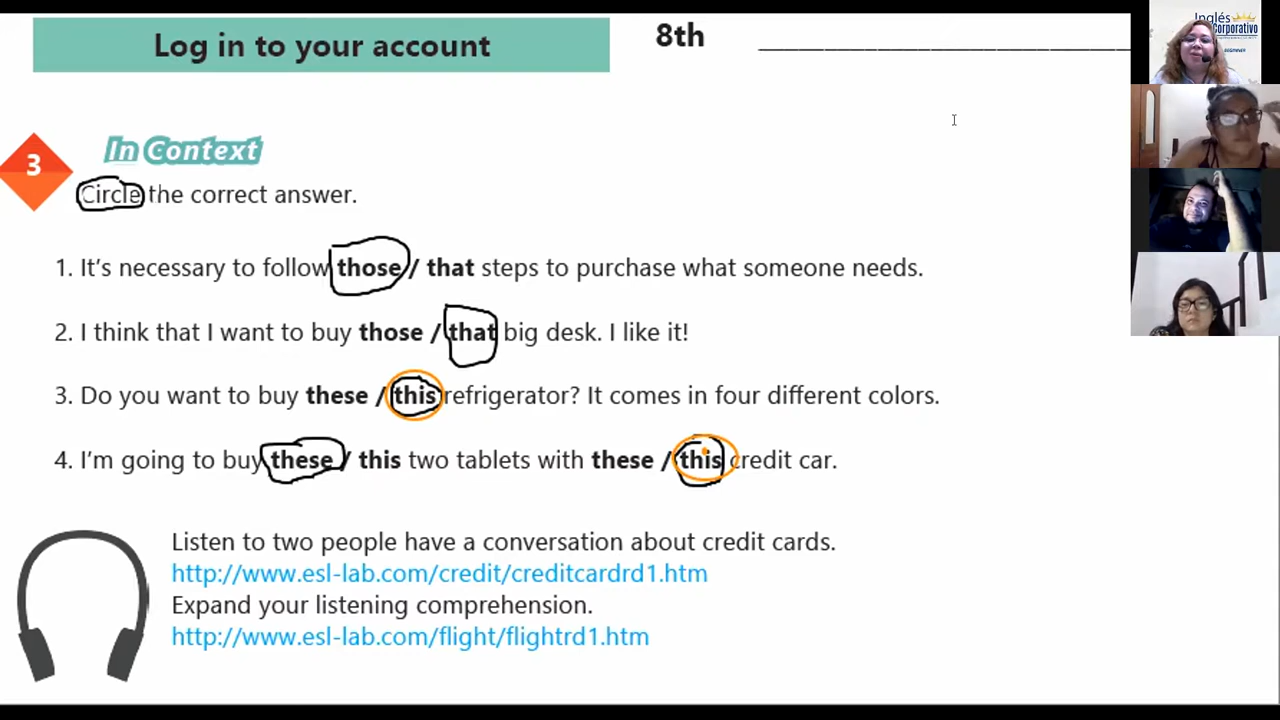 Log in to your account
8th
Inglés
Corporativo
3
In Context
Circle the correct answer.
1. It's necessary to follow those / that steps to purchase what someone needs.
2. I think that I want to buy those / that big desk. I like it!
3. Do you want to buy these / this refrigerator? It comes in four different colors.
4. I'm going to buy these / this two tablets with these / this credit car.
Listen to two people have a conversation about credit cards.
http://www.esl-lab.com/credit/creditcardrd1.htm
Expand your listening comprehension.
http://www.esl-lab.com/flight/flightrd1.htm